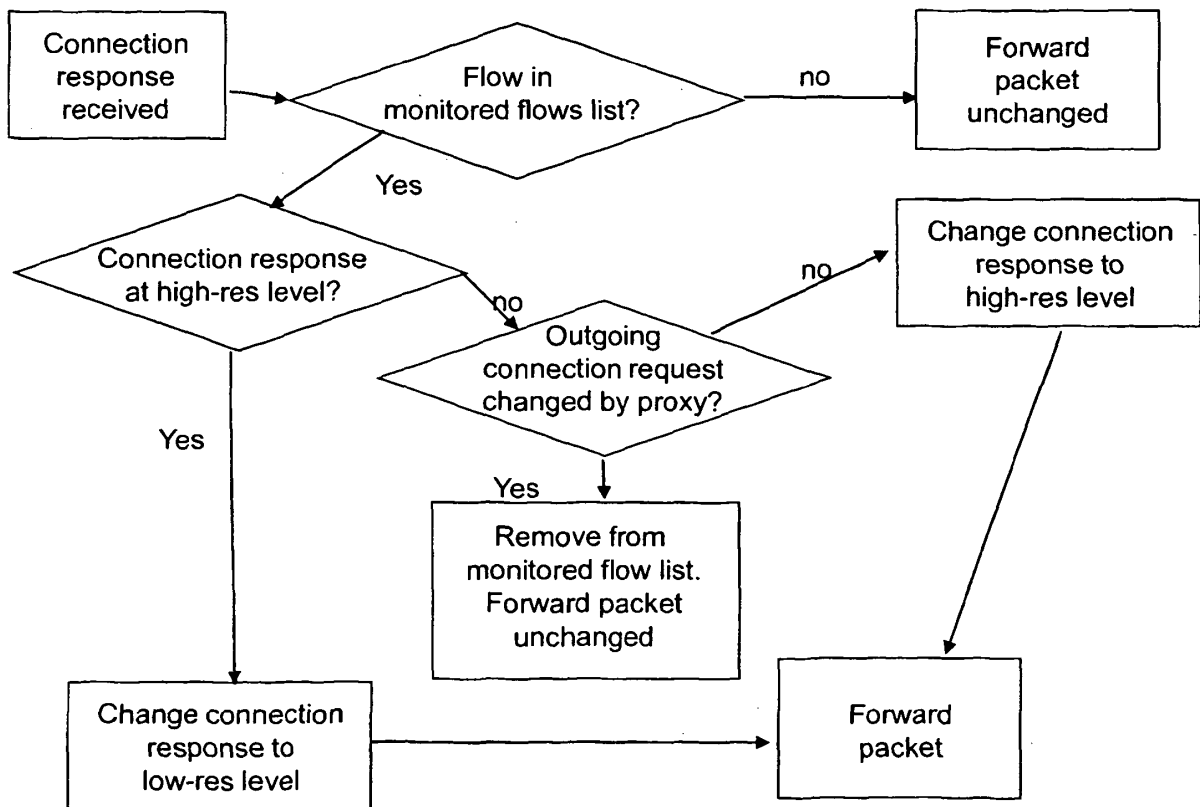 Connection
response
received
Flow in
monitored flows list?
no
Forward
packet
unchanged
Yes
Connection response
at high-res level?
no
Outgoing
connection request
changed by proxy?
no
Change connection
response to
high-res level
Yes
Yes
Remove from
monitored flow list.
Forward packet
unchanged
Change connection
response to
low-res level
Forward
packet